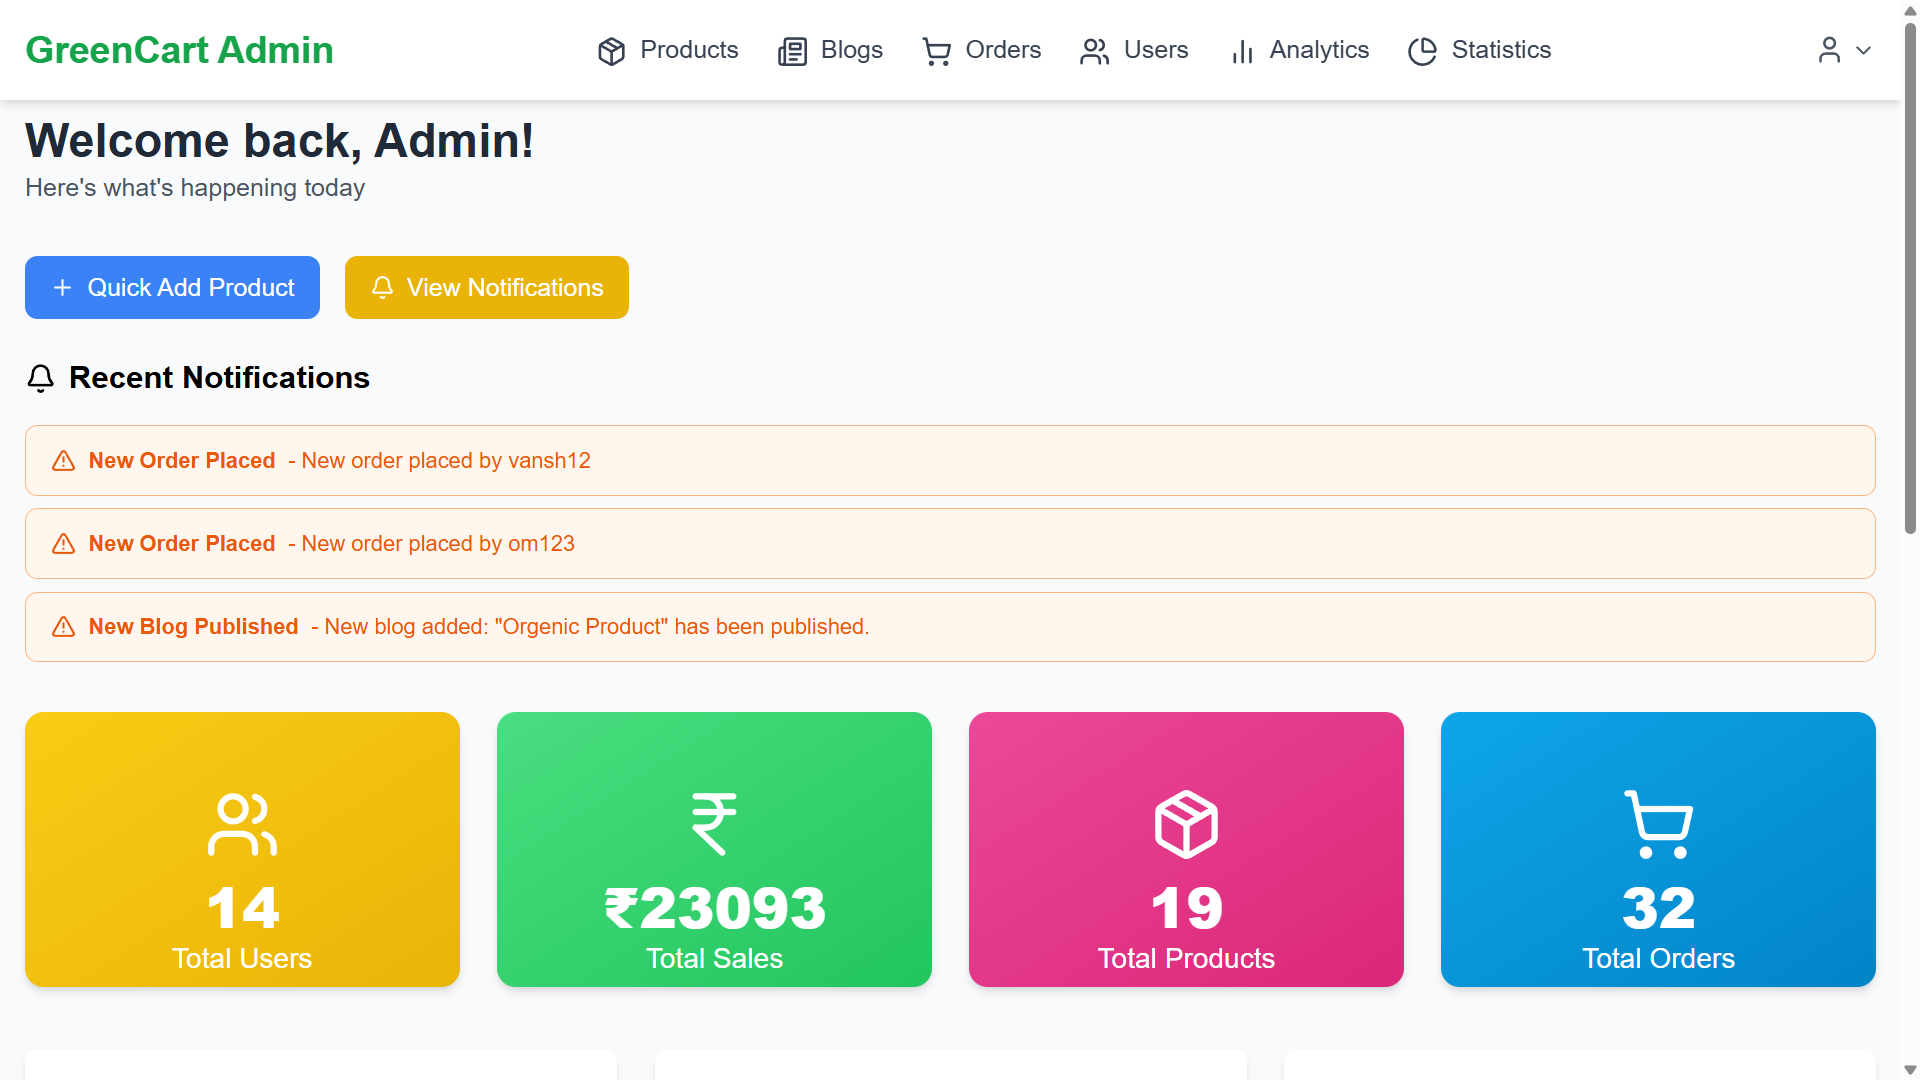 GreenCart Admin
Products
Blogs
Orders
Users
Analytics
Statistics
Welcome back, Admin!
Here's what's happening today
Quick Add Product
View Notifications
Recent Notifications
New Order Placed - New order placed by vansh12
New Order Placed - New order placed by om123
New Blog Published - New blog added: "Orgenic Product" has been published.
14
Total Users
₹23093
Total Sales
19
Total Products
32
Total Orders